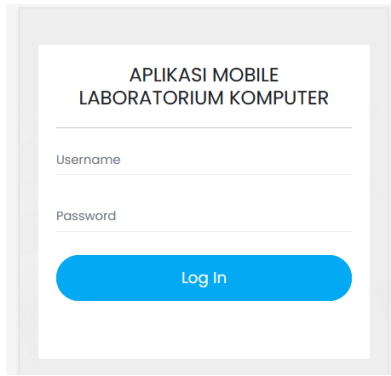 APLIKASI MOBILE
LABORATORIUM KOMPUTER
Username
Password
Log In